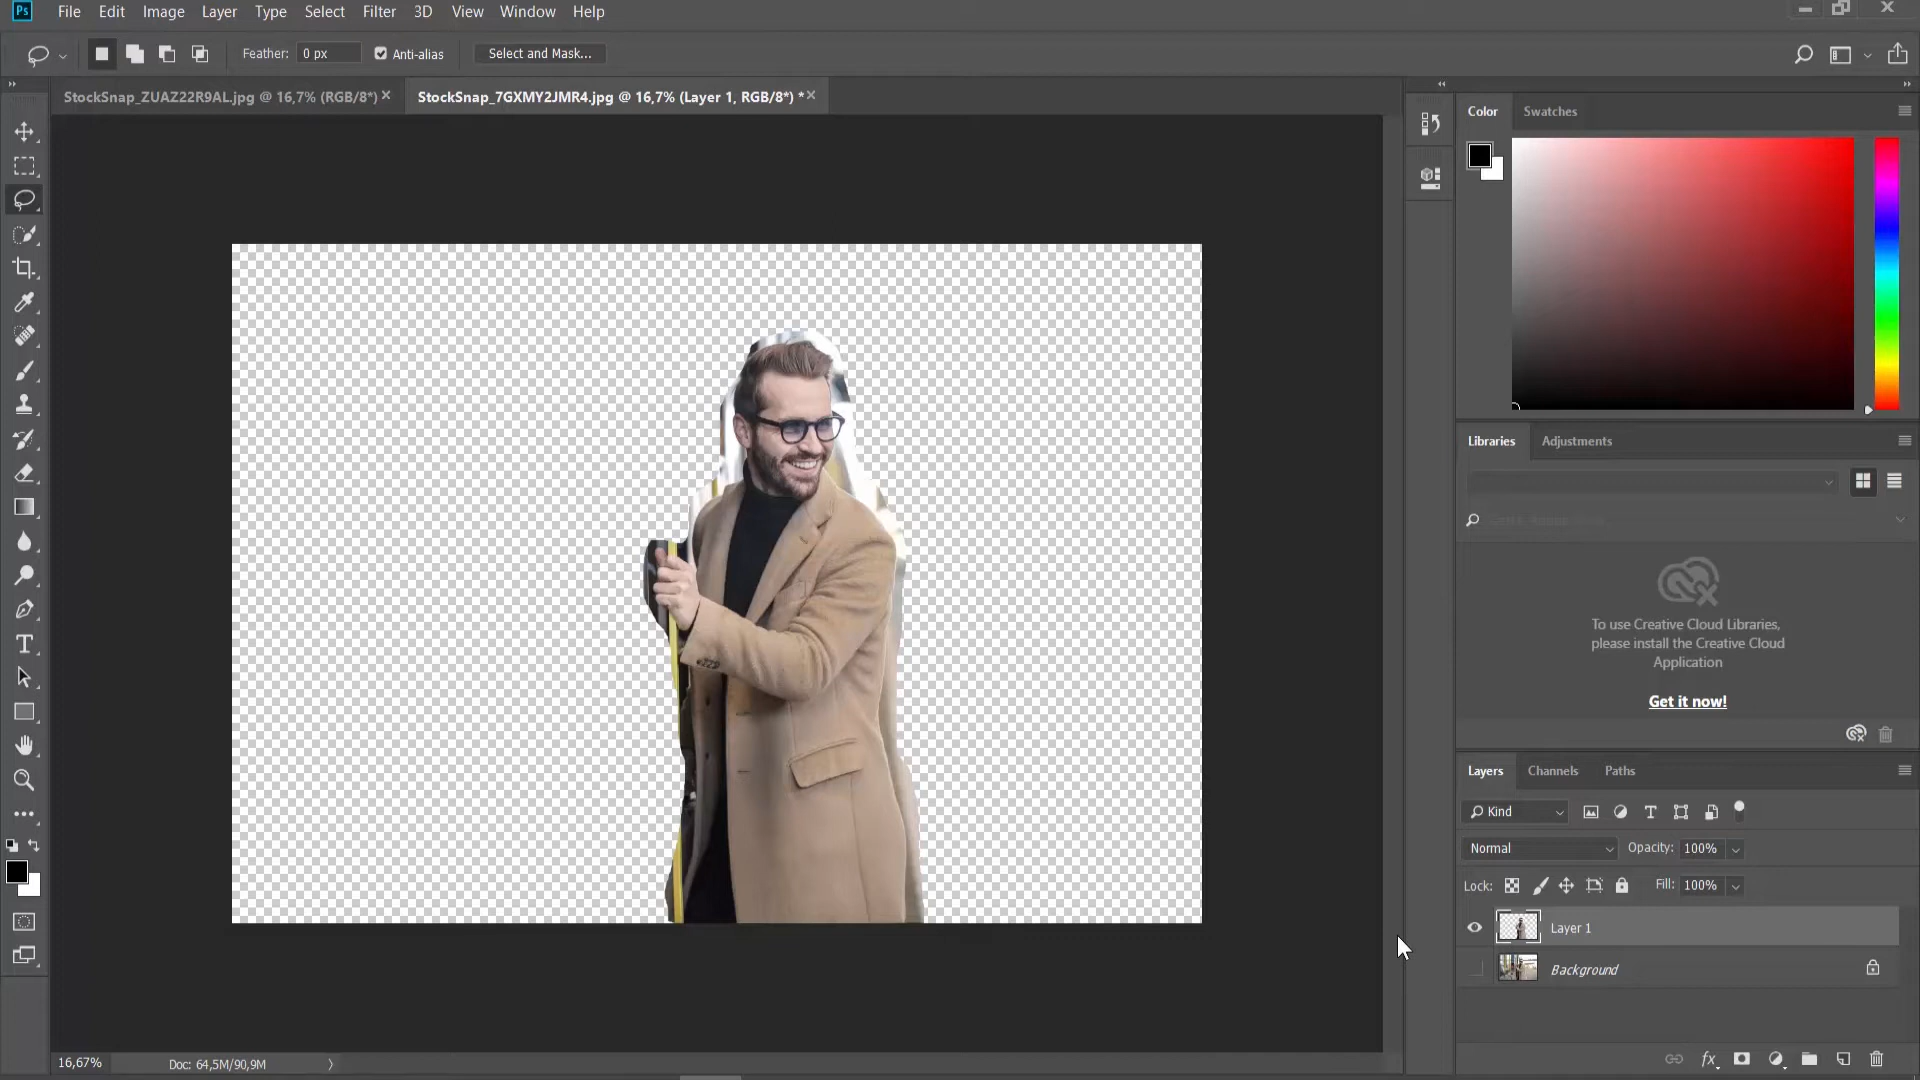 Ps File Edit Image Layer Type Select Filter 3D View Window Help
Feather: 0 px Anti-alias Select and Mask...
StockSnap_ZUAZ22R9AL.jpg @ 16,7% (RGB/8*) × StockSnap_7GXMY2JMR4.jpg @ 16,7% (Layer 1, RGB/8*) * ×
Color Swatches
Libraries Adjustments
To use Creative Cloud Libraries,
please install the Creative Cloud
Application
Get it now!
Layers Channels Paths
Kind
Normal Opacity: 100%
Lock: Fill: 100%
Layer 1
Background
fx
16,67% Doc: 64,5M/90,9M